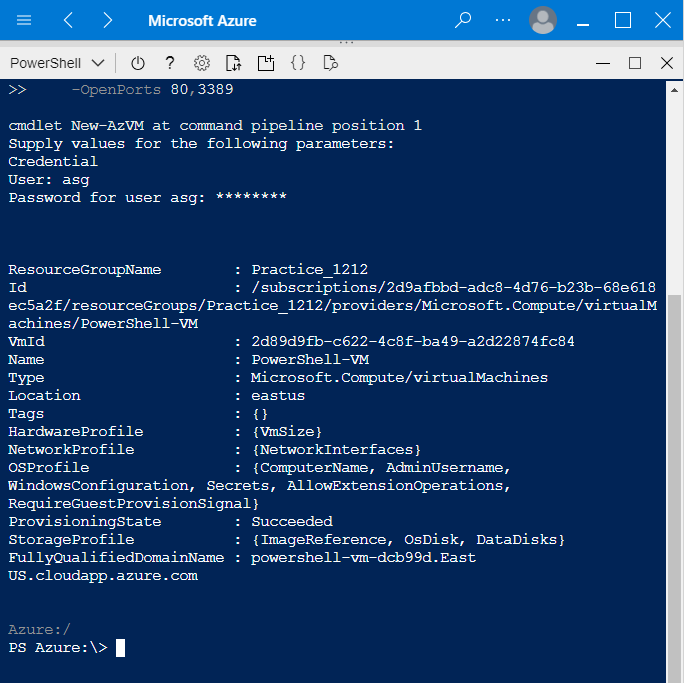 Microsoft Azure
PowerShell
>>     -OpenPorts 80,3389
cmdlet New-AzVM at command pipeline position 1
Supply values for the following parameters:
Credential
User: asg
Password for user asg: ********
ResourceGroupName        : Practice_1212
Id                       : /subscriptions/2d9afbbd-adc8-4d76-b23b-68e618
ec5a2f/resourceGroups/Practice_1212/providers/Microsoft.Compute/virtualM
achines/PowerShell-VM
VmId                     : 2d89d9fb-c622-4c8f-ba49-a2d22874fc84
Name                     : PowerShell-VM
Type                     : Microsoft.Compute/virtualMachines
Location                 : eastus
Tags                     : {}
HardwareProfile          : {VmSize}
NetworkProfile           : {NetworkInterfaces}
OSProfile                : {ComputerName, AdminUsername,
WindowsConfiguration, Secrets, AllowExtensionOperations,
RequireGuestProvisionSignal}
ProvisioningState        : Succeeded
StorageProfile           : {ImageReference, OsDisk, DataDisks}
FullyQualifiedDomainName : powershell-vm-dcb99d.East
US.cloudapp.azure.com
Azure:/
PS Azure:\>